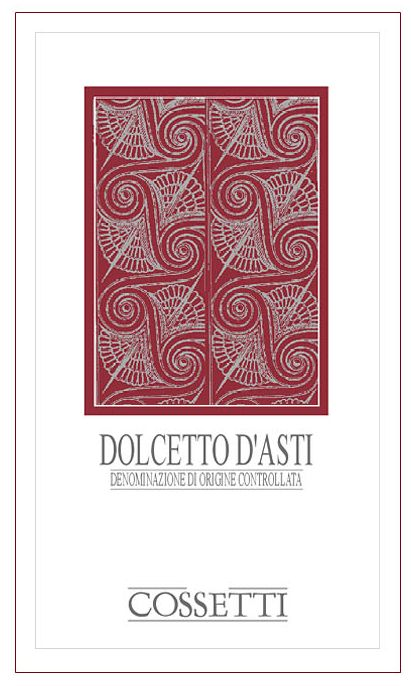 DOLCETTO D'ASTI
DENOMINAZIONE DI ORIGINE CONTROLLATA
COSSETTI